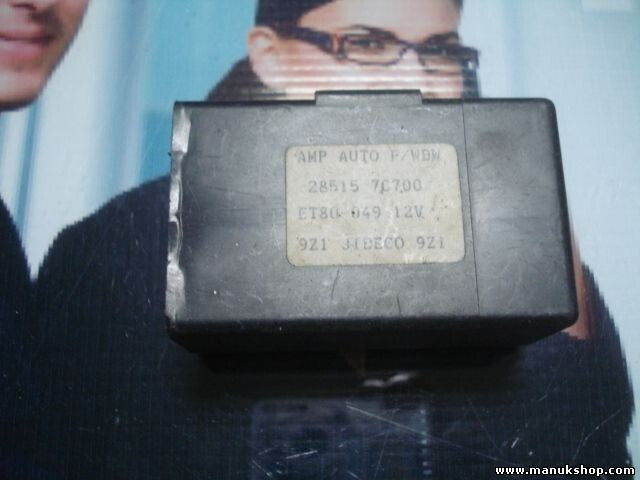 AMP AUTO P/WDW
28515 7C700
ET80 049 12V
9Z1 JIDECO 9Z1
www.manukshop.com